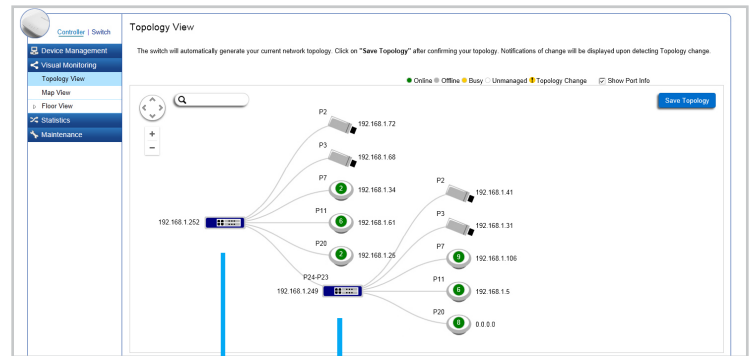 Controller | Switch
Topology View
The switch will automatically generate your current network topology. Click on "Save Topology" after confirming your topology. Notifications of change will be displayed upon detecting Topology change.
Device Management
Visual Monitoring
Topology View
Map View
Floor View
Statistics
Maintenance
Online Offline Busy Unmanaged Topology Change Show Port Info
Save Topology
P2
192.168.1.72
P3
192.168.1.68
P7
2 192.168.1.34
P11
6 192.168.1.61
P20
2 192.168.1.25
192.168.1.252
P24-P23
192.168.1.249
P2
192.168.1.41
P3
192.168.1.31
P7
9 192.168.1.106
P11
6 192.168.1.5
P20
8 0.0.0.0